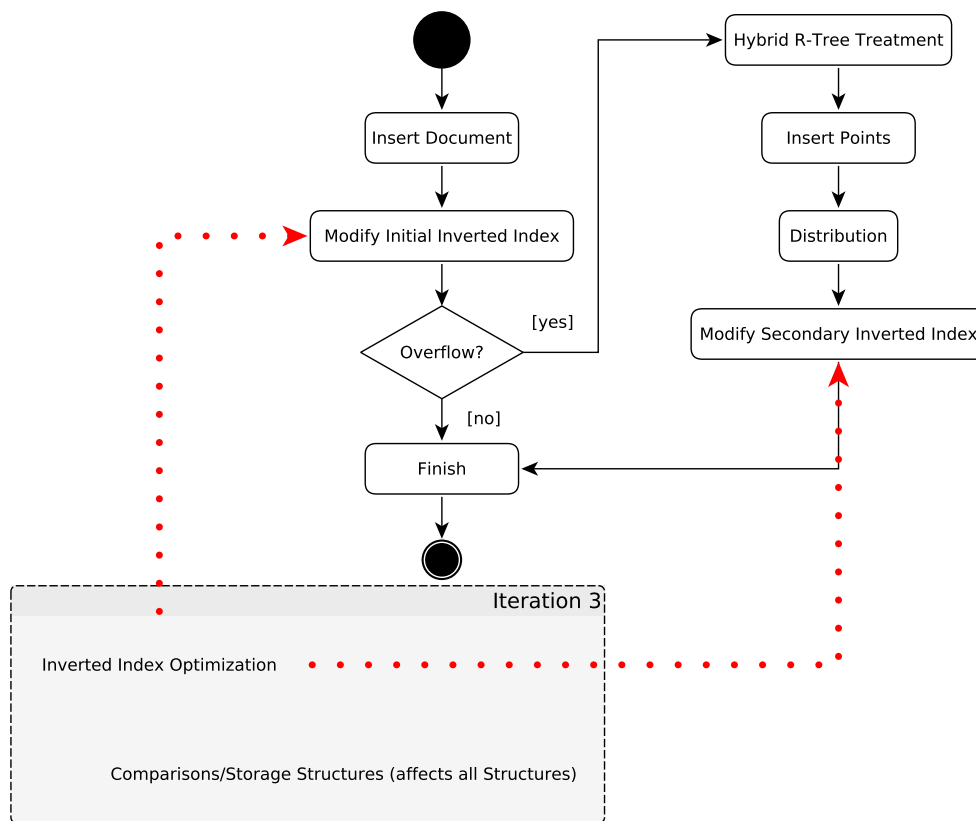 Hybrid R-Tree Treatment
Insert Document
Insert Points
Modify Initial Inverted Index
Distribution
[yes]
Modify Secondary Inverted Index
Overflow?
[no]
Finish
Iteration 3
Inverted Index Optimization
Comparisons/Storage Structures (affects all Structures)